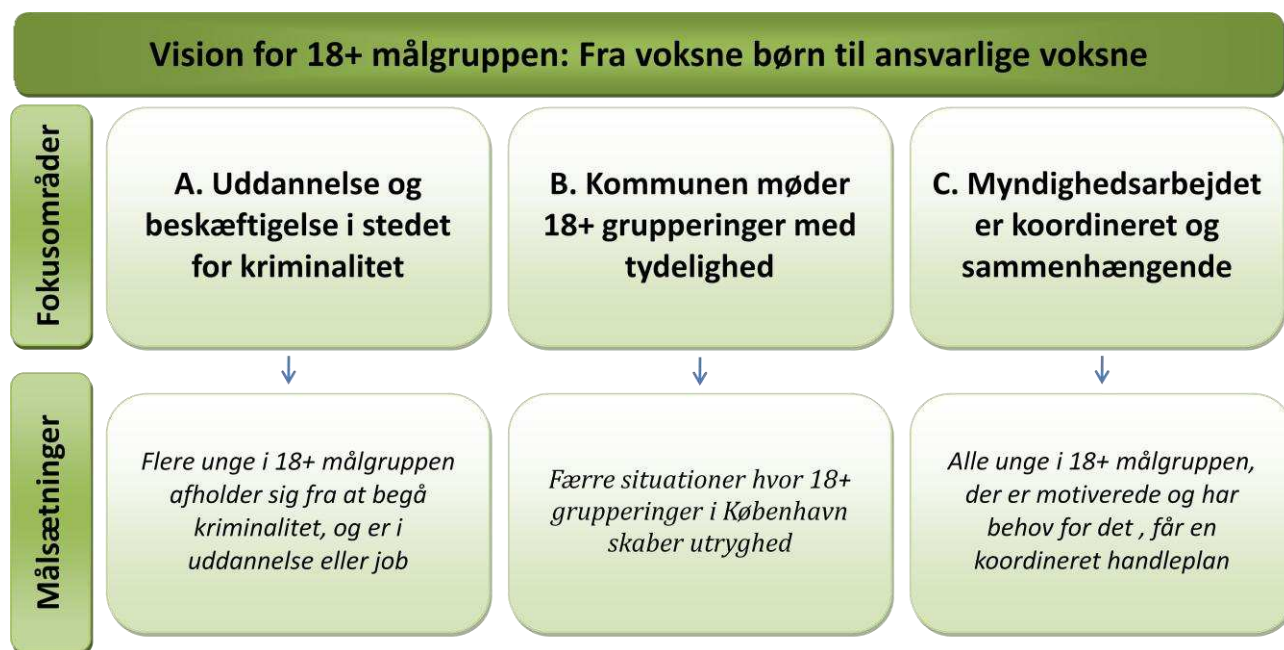 Vision for 18+ målgruppen: Fra voksne børn til ansvarlige voksne
Fokusområder
A. Uddannelse og
beskæftigelse i stedet
for kriminalitet
B. Kommunen møder
18+ grupperinger med
tydelighed
C. Myndighedsarbejdet
er koordineret og
sammenhængende
Målsætninger
Flere unge i 18+ målgruppen
afholder sig fra at begå
kriminalitet, og er i
uddannelse eller job
Færre situationer hvor 18+
grupperinger i København
skaber utryghed
Alle unge i 18+ målgruppen,
der er motiverede og har
behov for det , får en
koordineret handleplan